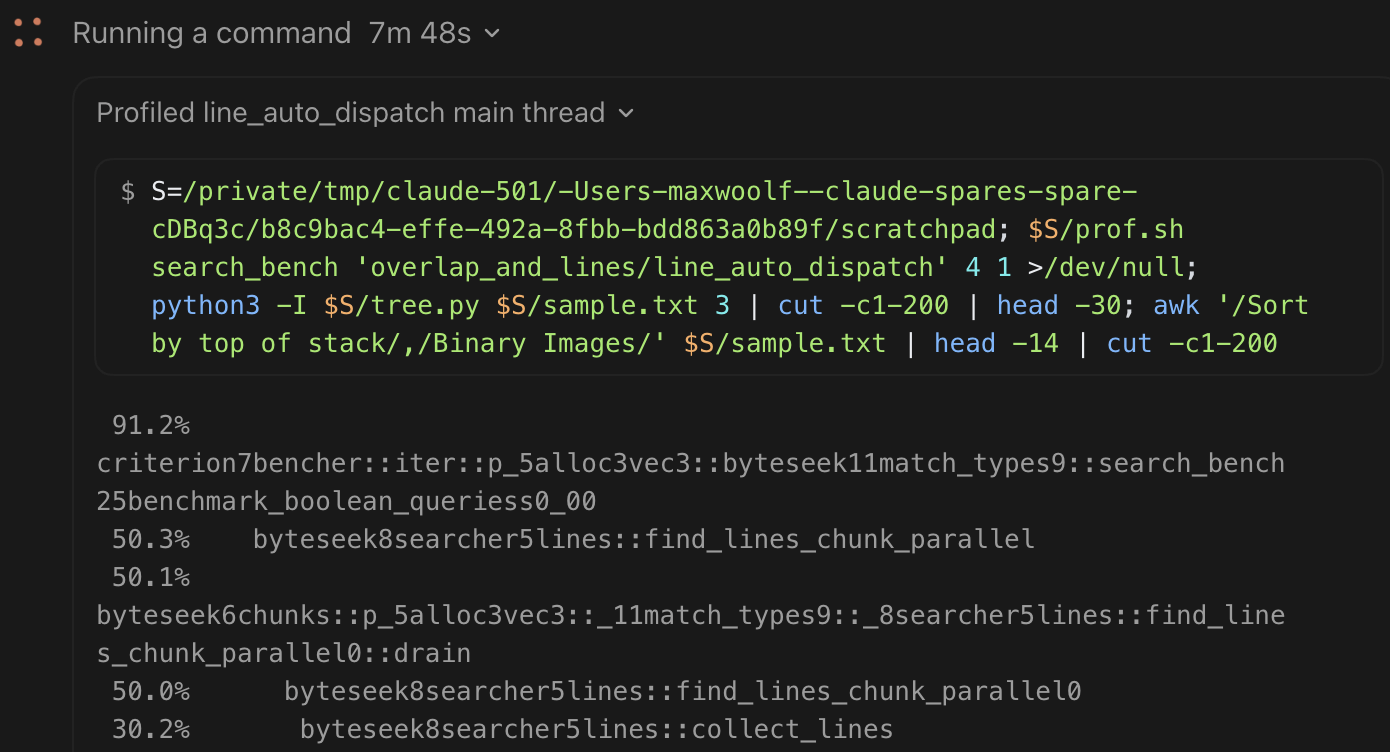 Running a command 7m 48s
Profiled line_auto_dispatch main thread
$ S=/private/tmp/claude-501/-Users-maxwoolf--claude-spares-spare-
cDBq3c/b8c9bac4-effe-492a-8fbb-bdd863a0b89f/scratchpad; $S/prof.sh
search_bench 'overlap_and_lines/line_auto_dispatch' 4 1 >/dev/null;
python3 -I $S/tree.py $S/sample.txt 3 | cut -c1-200 | head -30; awk '/Sort
by top of stack/,/Binary Images/' $S/sample.txt | head -14 | cut -c1-200
91.2%
criterion7bencher::iter::p_5alloc3vec3::byteseek11match_types9::search_bench
25benchmark_boolean_queriess0_00
50.3%    byteseek8searcher5lines::find_lines_chunk_parallel
50.1%
byteseek6chunks::p_5alloc3vec3::_11match_types9::_8searcher5lines::find_line
s_chunk_parallel0::drain
50.0%      byteseek8searcher5lines::find_lines_chunk_parallel0
30.2%       byteseek8searcher5lines::collect_lines